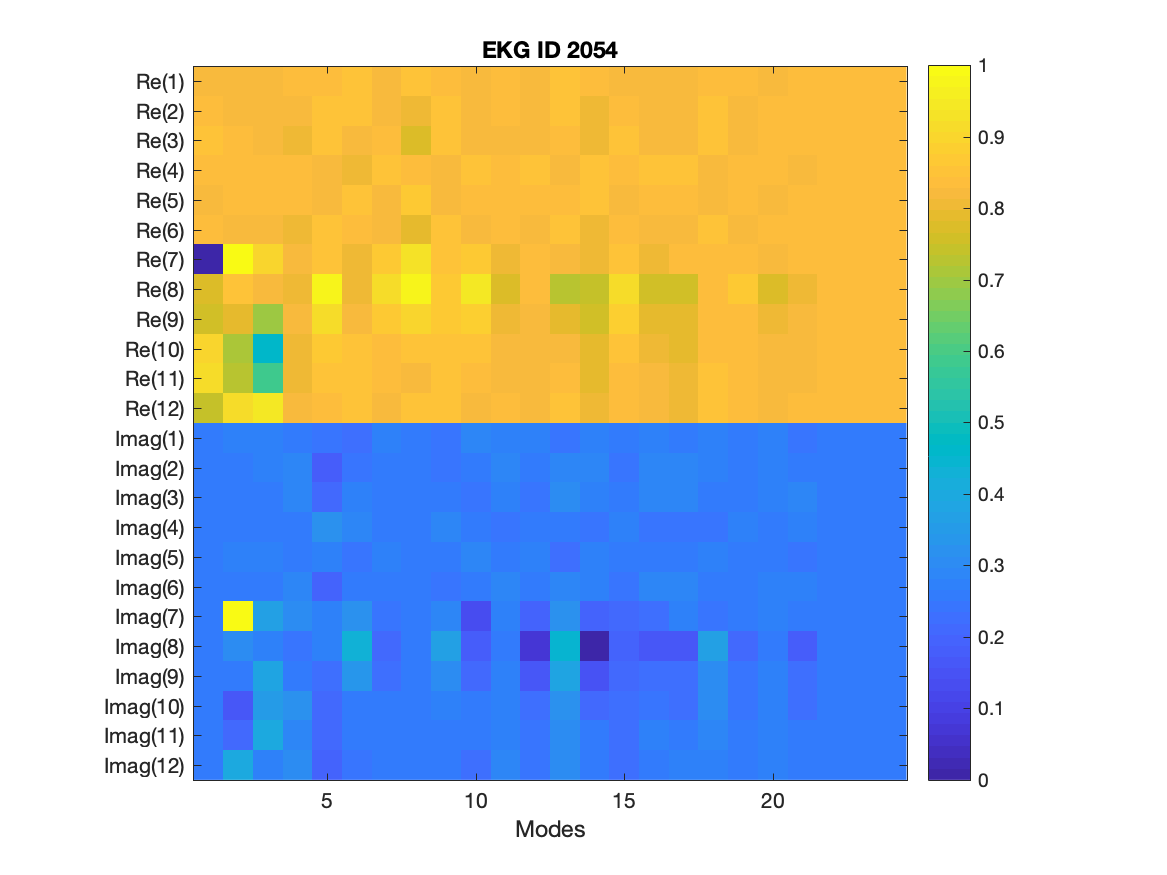 EKG ID 2054
Re(1)
Re(2)
Re(3)
Re(4)
Re(5)
Re(6)
Re(7)
Re(8)
Re(9)
Re(10)
Re(11)
Re(12)
Imag(1)
Imag(2)
Imag(3)
Imag(4)
Imag(5)
Imag(6)
Imag(7)
Imag(8)
Imag(9)
Imag(10)
Imag(11)
Imag(12)
5 10 15 20
Modes
1
0.9
0.8
0.7
0.6
0.5
0.4
0.3
0.2
0.1
0